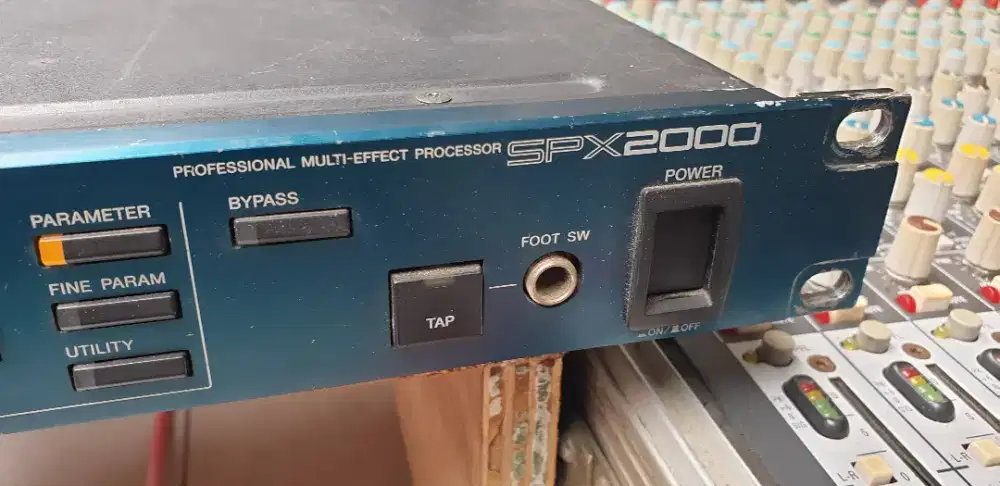 PROFESSIONAL MULTI-EFFECT PROCESSOR SPX2000
PARAMETER
BYPASS
POWER
FINE PARAM
FOOT SW
UTILITY
TAP
ON/ OFF
L-R
L-R